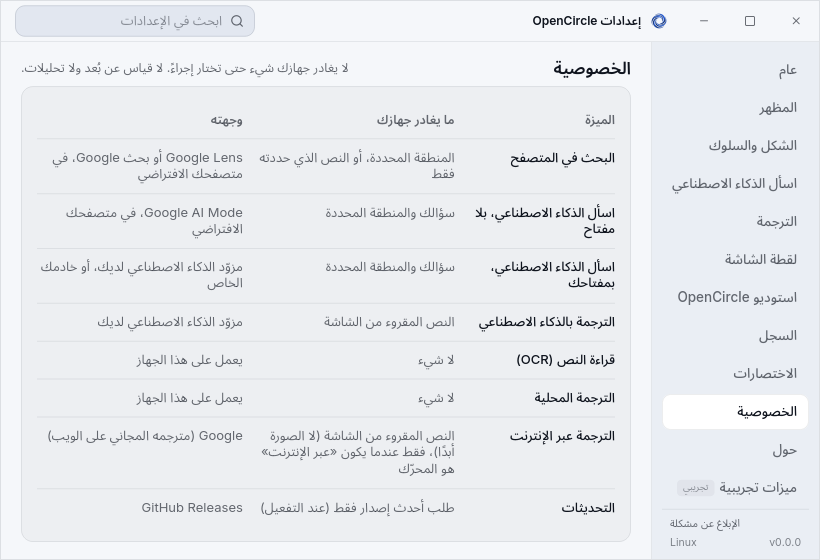 إعدادات OpenCircle
ابحث في الإعدادات
عام
المظهر
الشكل والسلوك
اسأل الذكاء الاصطناعي
الترجمة
لقطة الشاشة
استوديو OpenCircle
السجل
الاختصارات
الخصوصية
حول
ميزات تجريبية تجريبي
الإبلاغ عن مشكلة
v0.0.0 Linux
الخصوصية
لا يغادر جهازك شيء حتى تختار إجراءً. لا قياس عن بُعد ولا تحليلات.
الميزة ما يغادر جهازك وجهته
البحث في المتصفح
المنطقة المحددة، أو النص الذي حددته
فقط
Google Lens أو بحث Google، في
متصفحك الافتراضي
اسأل الذكاء الاصطناعي، بلا
مفتاح
سؤالك والمنطقة المحددة
Google AI Mode، في متصفحك
الافتراضي
اسأل الذكاء الاصطناعي،
بمفتاحك
سؤالك والمنطقة المحددة
مزوّد الذكاء الاصطناعي لديك، أو خادمك
الخاص
الترجمة بالذكاء الاصطناعي
النص المقروء من الشاشة
مزوّد الذكاء الاصطناعي لديك
قراءة النص (OCR)
لا شيء
يعمل على هذا الجهاز
الترجمة المحلية
لا شيء
يعمل على هذا الجهاز
الترجمة عبر الإنترنت
النص المقروء من الشاشة (لا الصورة
أبدًا)، فقط عندما يكون «عبر الإنترنت»
هو المحرّك
Google (مترجمه المجاني على الويب)
التحديثات
طلب أحدث إصدار فقط (عند التفعيل)
GitHub Releases